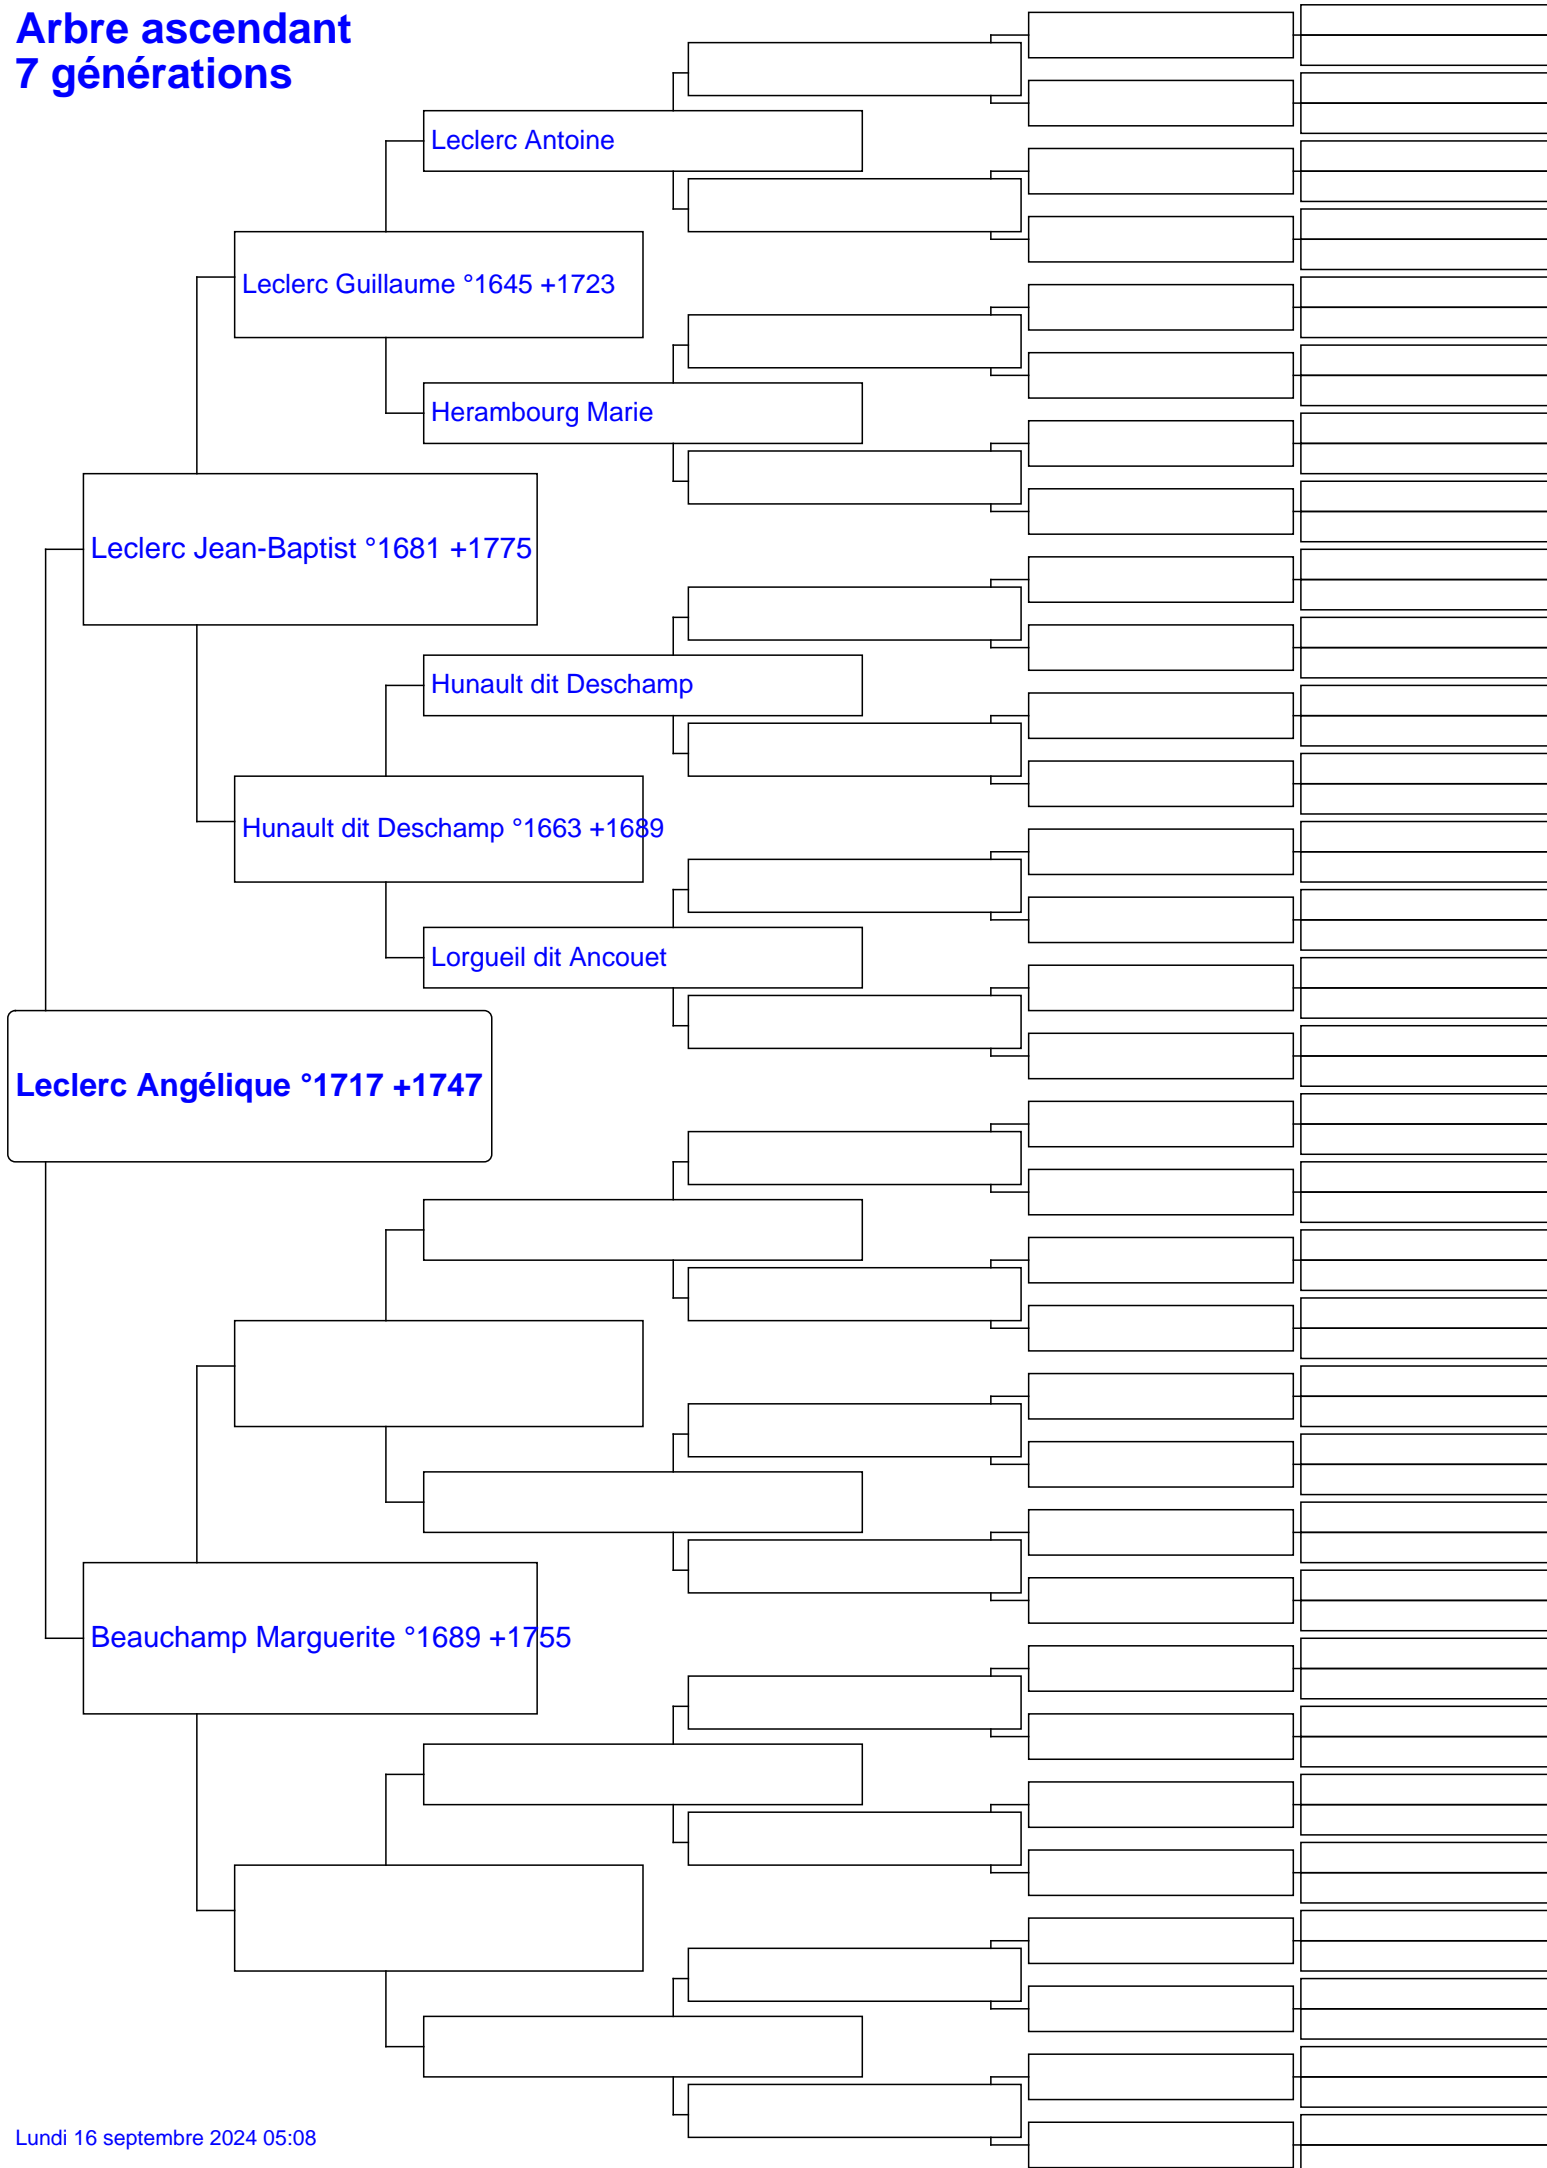 Arbre ascendant
7 générations
Leclerc Antoine
Leclerc Guillaume °1645 +1723
Herambourg Marie
Leclerc Jean-Baptist °1681 +1775
Hunault dit Deschamp
Hunault dit Deschamp °1663 +1689
Lorgueil dit Ancouet
Leclerc Angélique °1717 +1747
Beauchamp Marguerite °1689 +1755
Lundi 16 septembre 2024 05:08